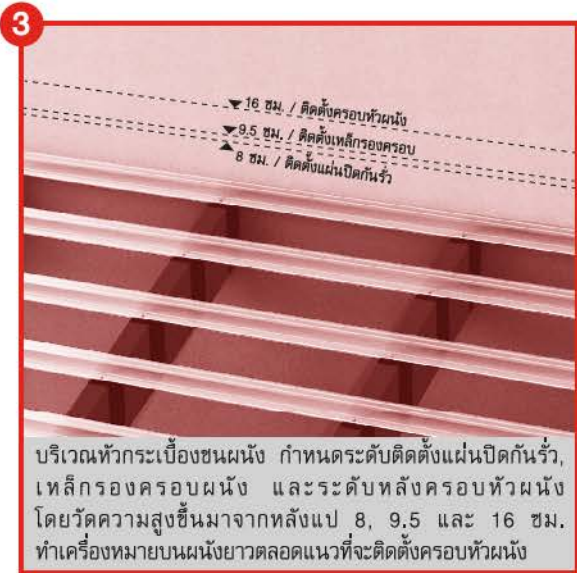 3
16 ซม. / ติดตั้งครอบหัวผนัง
9.5 ซม. / ติดตั้งเหล็กรองครอบ
8 ซม. / ติดตั้งแผ่นปิดกันรั่ว
บริเวณหัวกระเบื้องชนผนัง กำหนดระดับติดตั้งแผ่นปิดกันรั่ว,
เหล็กรองครอบผนัง และระดับหลังครอบหัวผนัง
โดยวัดความสูงขึ้นมาจากหลังแป 8, 9.5 และ 16 ซม.
ทำเครื่องหมายบนผนังยาวตลอดแนวที่จะติดตั้งครอบหัวผนัง